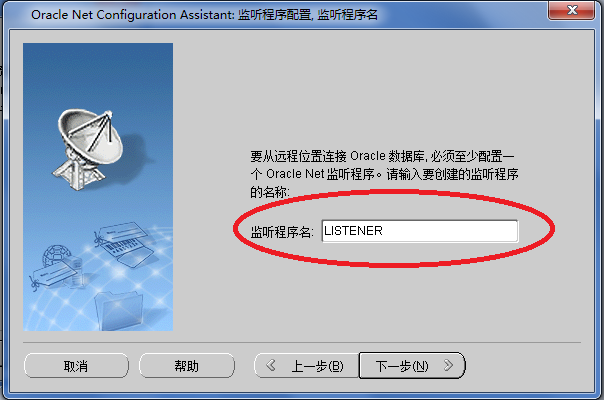 Oracle Net Configuration Assistant: 监听程序配置, 监听程序名
要从远程位置连接 Oracle 数据库, 必须至少配置一
个 Oracle Net 监听程序。请输入要创建的监听程序
的名称:
监听程序名: LISTENER
取消 帮助 上一步(B) 下一步(N)